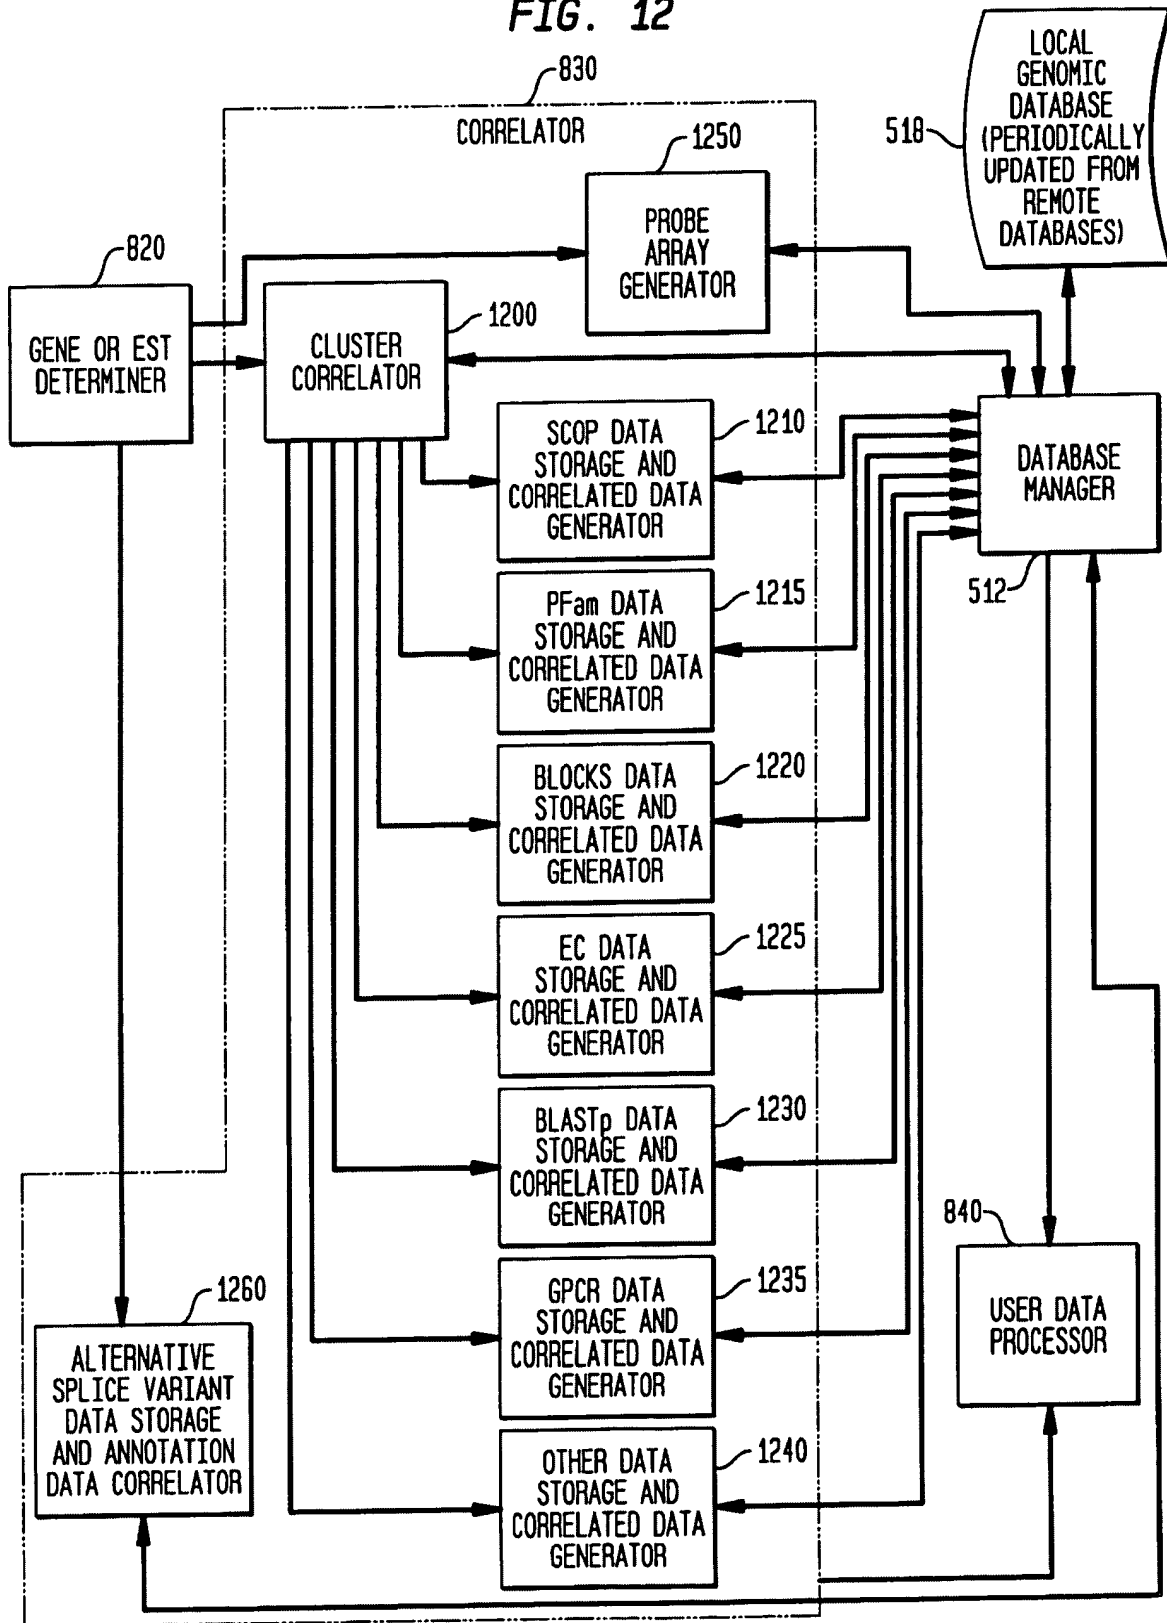 FIG. 12
830
CORRELATOR
1250
PROBE
ARRAY
GENERATOR
518
LOCAL
GENOMIC
DATABASE
(PERIODICALLY
UPDATED FROM
REMOTE
DATABASES)
820
GENE OR EST
DETERMINER
1200
CLUSTER
CORRELATOR
1210
SCOP DATA
STORAGE AND
CORRELATED DATA
GENERATOR
DATABASE
MANAGER
512
1215
PFam DATA
STORAGE AND
CORRELATED DATA
GENERATOR
1220
BLOCKS DATA
STORAGE AND
CORRELATED DATA
GENERATOR
1225
EC DATA
STORAGE AND
CORRELATED DATA
GENERATOR
1230
BLASTp DATA
STORAGE AND
CORRELATED DATA
GENERATOR
840
USER DATA
PROCESSOR
1235
GPCR DATA
STORAGE AND
CORRELATED DATA
GENERATOR
1260
ALTERNATIVE
SPLICE VARIANT
DATA STORAGE
AND ANNOTATION
DATA CORRELATOR
1240
OTHER DATA
STORAGE AND
CORRELATED DATA
GENERATOR